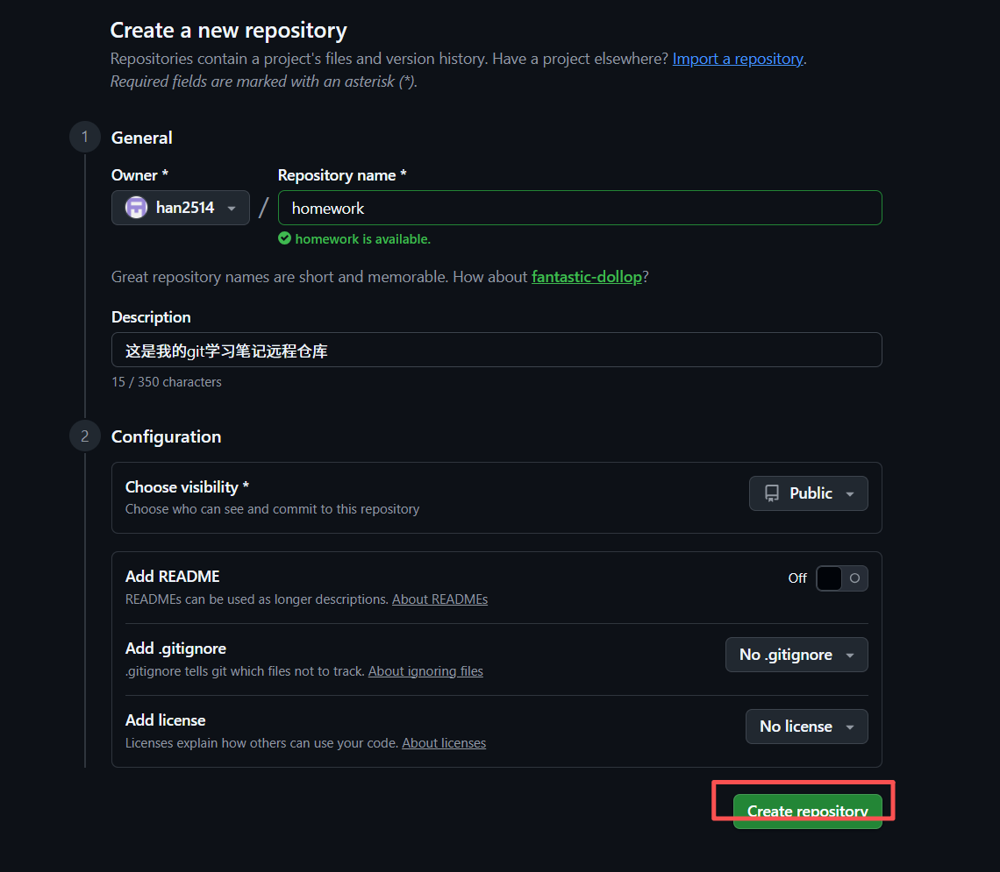 Create a new repository
Repositories contain a project's files and version history. Have a project elsewhere? Import a repository.
Required fields are marked with an asterisk (*).
1 General
Owner * Repository name *
han2514 / homework
homework is available.
Great repository names are short and memorable. How about fantastic-dollop?
Description
这是我的git学习笔记远程仓库
15 / 350 characters
2 Configuration
Choose visibility * Public
Choose who can see and commit to this repository
Add README Off
READMEs can be used as longer descriptions. About READMEs
Add .gitignore No .gitignore
.gitignore tells git which files not to track. About ignoring files
Add license No license
Licenses explain how others can use your code. About licenses
Create repository